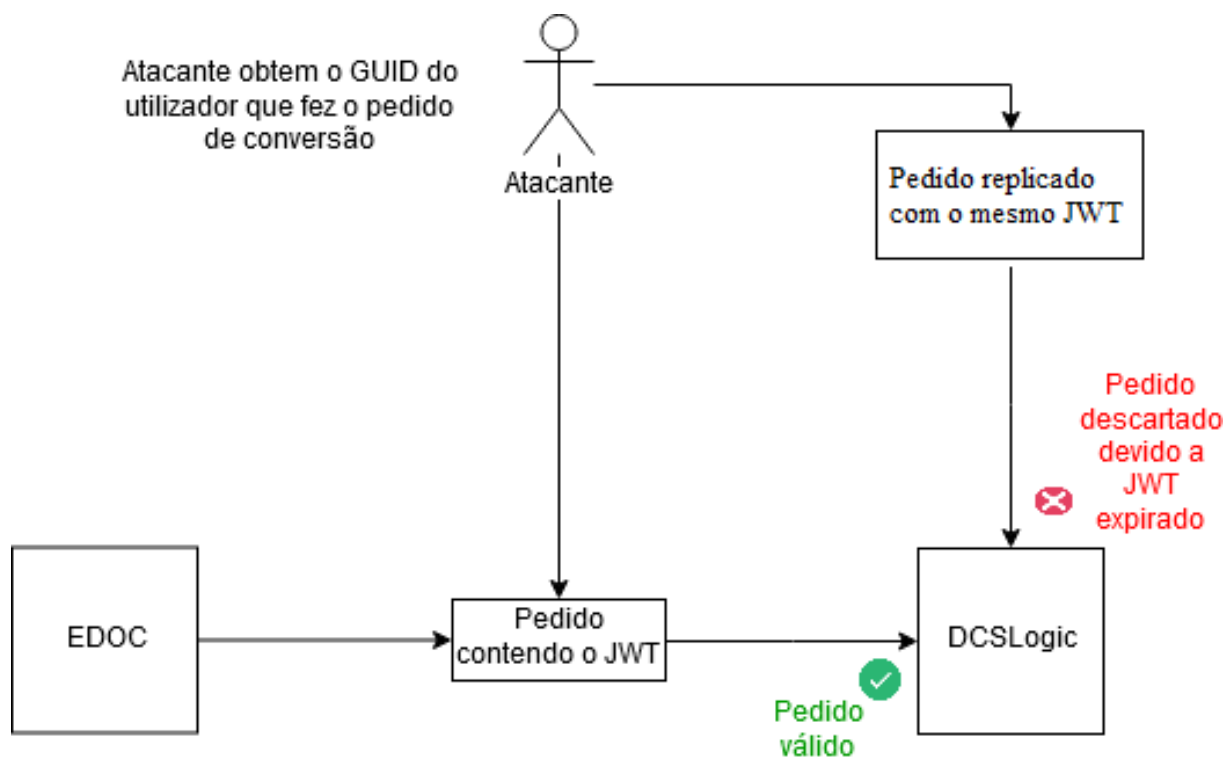 Atacante obtem o GUID do
utilizador que fez o pedido
de conversão
Atacante
Pedido replicado
com o mesmo JWT
Pedido
descartado
devido a
JWT
expirado
EDOC
Pedido
contendo o JWT
DCSLogic
Pedido
válido